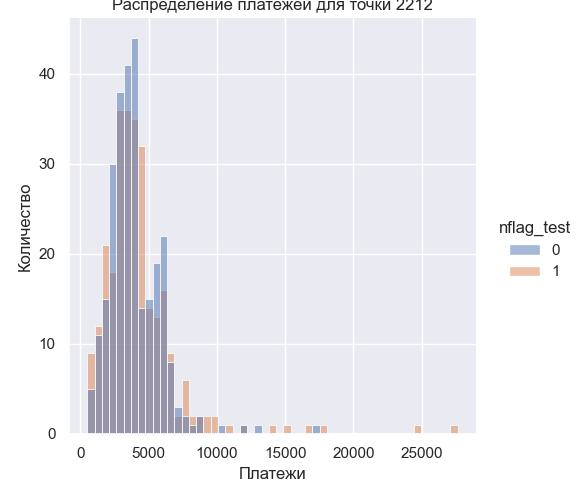 Распределение платежей для точки 2212
40
30
20
10
0
Количество
0 5000 10000 15000 20000 25000
Платежи
nflag_test
0
1